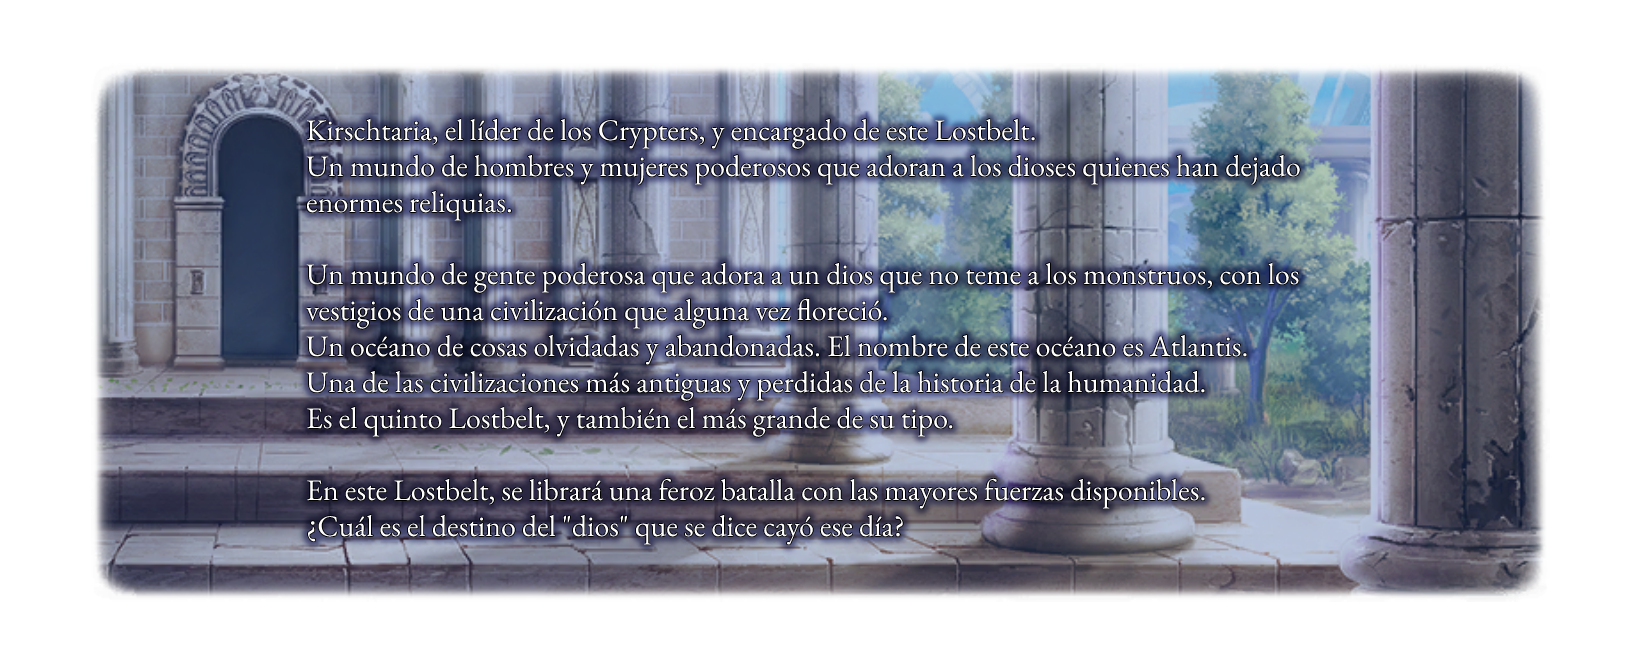 Kirschtaria, el líder de los Crypters, y encargado de este Lostbelt.
Un mundo de hombres y mujeres poderosos que adoran a los dioses quienes han dejado
enormes reliquias.
Un mundo de gente poderosa que adora a un dios que no teme a los monstruos, con los
vestigios de una civilización que alguna vez floreció.
Un océano de cosas olvidadas y abandonadas. El nombre de este océano es Atlantis.
Una de las civilizaciones más antiguas y perdidas de la historia de la humanidad.
Es el quinto Lostbelt, y también el más grande de su tipo.
En este Lostbelt, se librará una feroz batalla con las mayores fuerzas disponibles.
¿Cuál es el destino del "dios" que se dice cayó ese día?